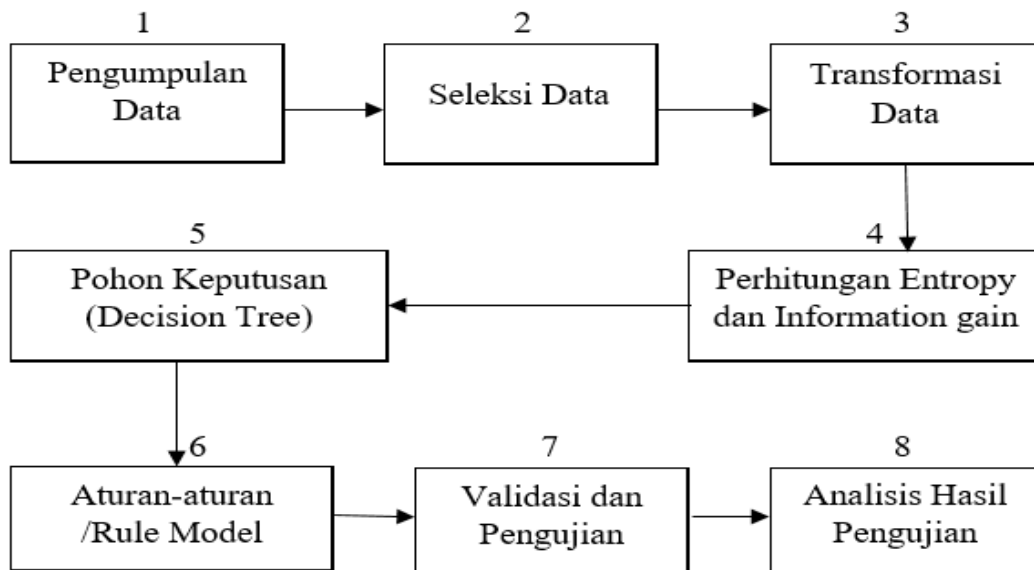 1
Pengumpulan
Data
2
Seleksi Data
3
Transformasi
Data
4
Perhitungan Entropy
dan Information gain
5
Pohon Keputusan
(Decision Tree)
6
Aturan-aturan
/Rule Model
7
Validasi dan
Pengujian
8
Analisis Hasil
Pengujian